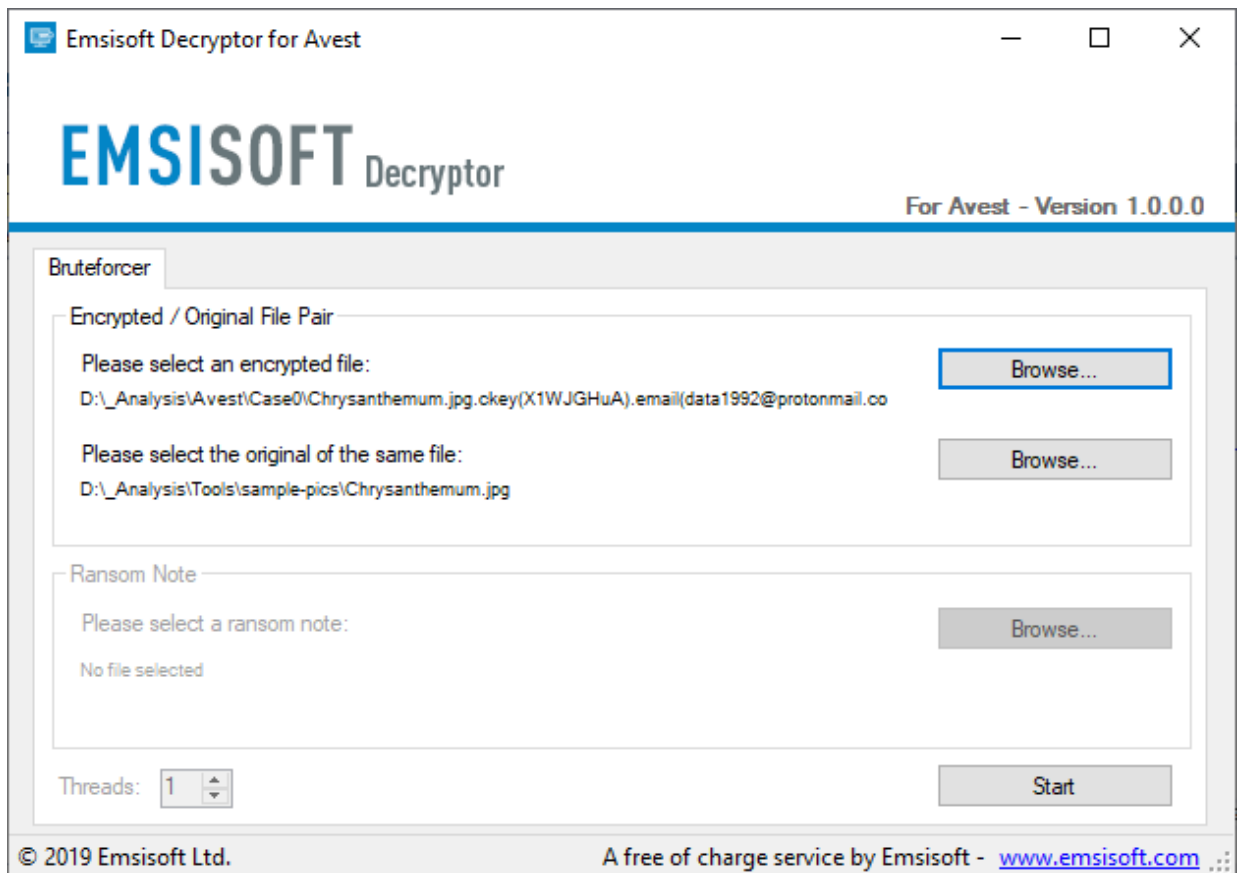 Emsisoft Decryptor for Avest
EMSISOFT Decryptor
For Avest - Version 1.0.0.0
Bruteforcer
Encrypted / Original File Pair
Please select an encrypted file:
Browse...
D:\_Analysis\Avest\Case0\Chrysanthemum.jpg.ckey(X1WJGHuA).email(data1992@protonmail.co
Please select the original of the same file:
Browse...
D:\_Analysis\Tools\sample-pics\Chrysanthemum.jpg
Ransom Note
Please select a ransom note:
Browse...
No file selected
Threads: 1
Start
© 2019 Emsisoft Ltd.
A free of charge service by Emsisoft - www.emsisoft.com